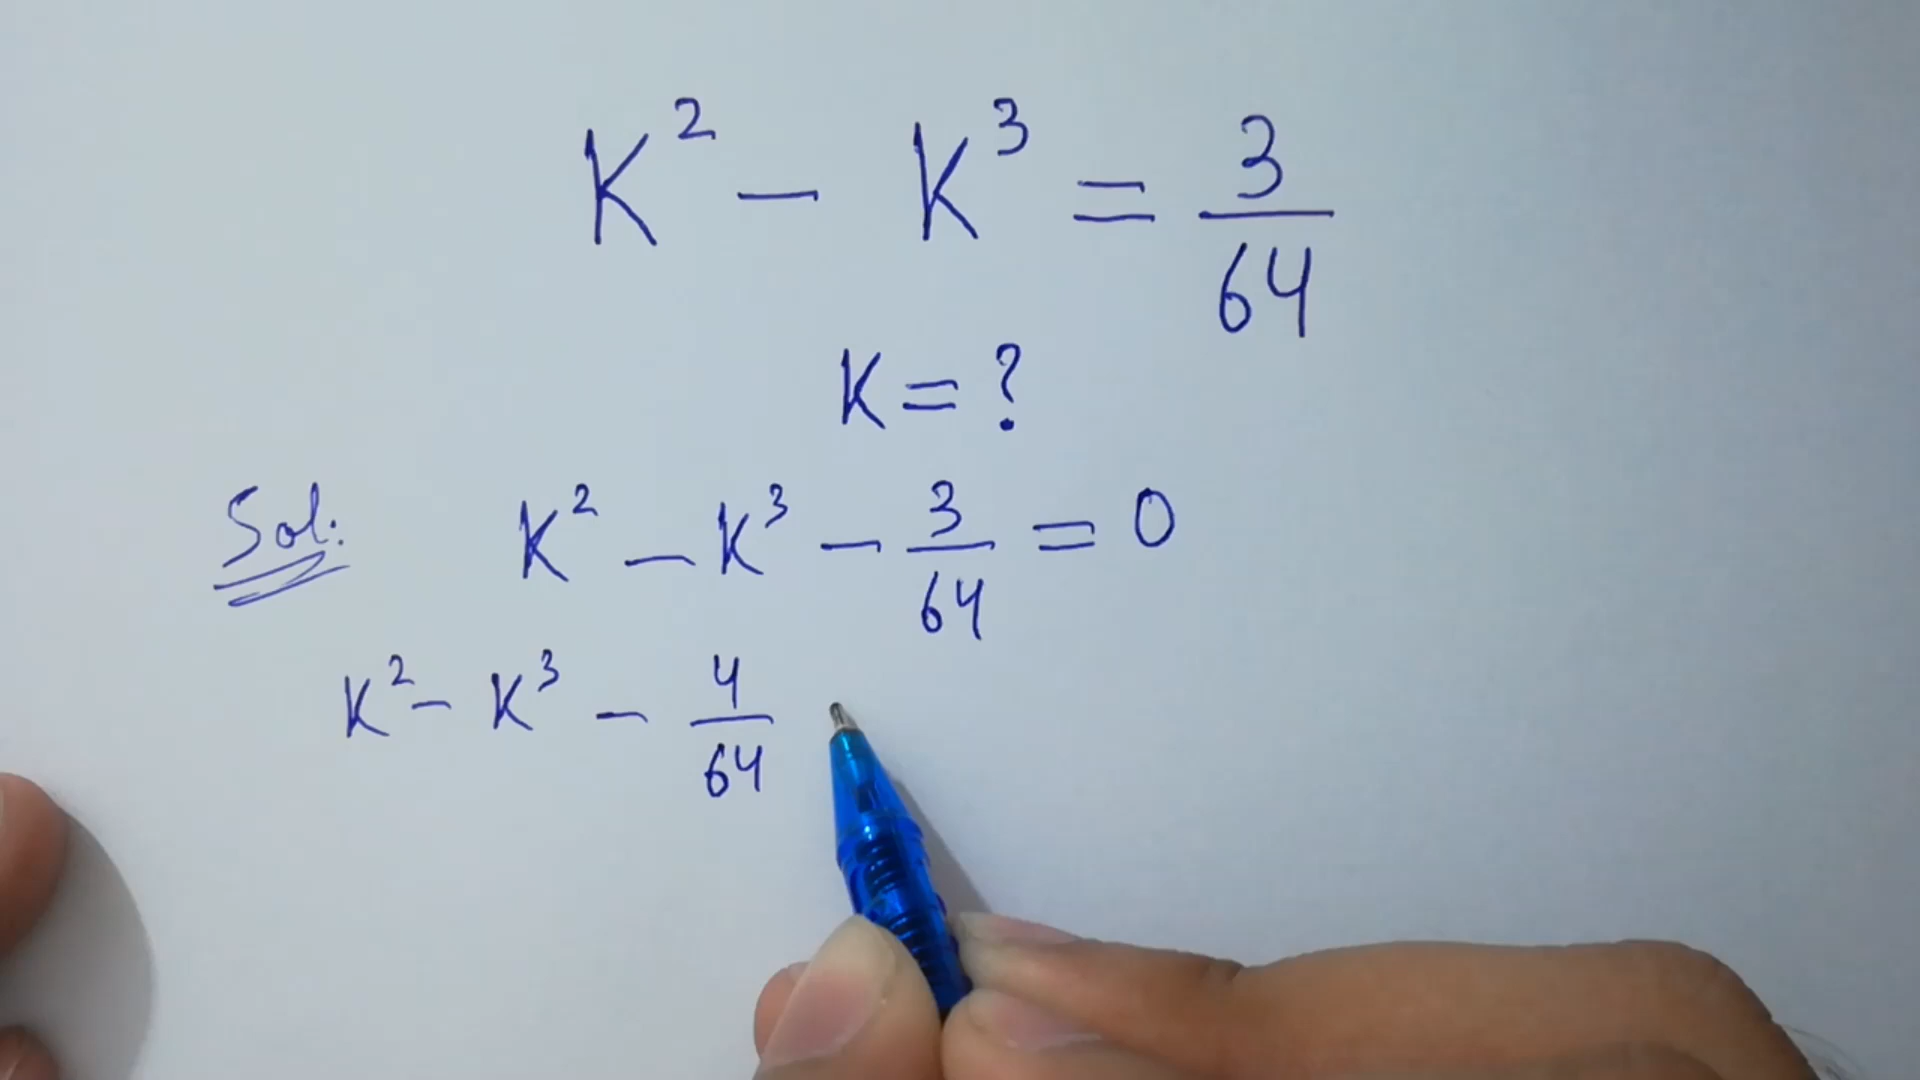 K² - K³ = 3/64
K = ?
Sol: K² - K³ - 3/64 = 0
K² - K³ - 4/64